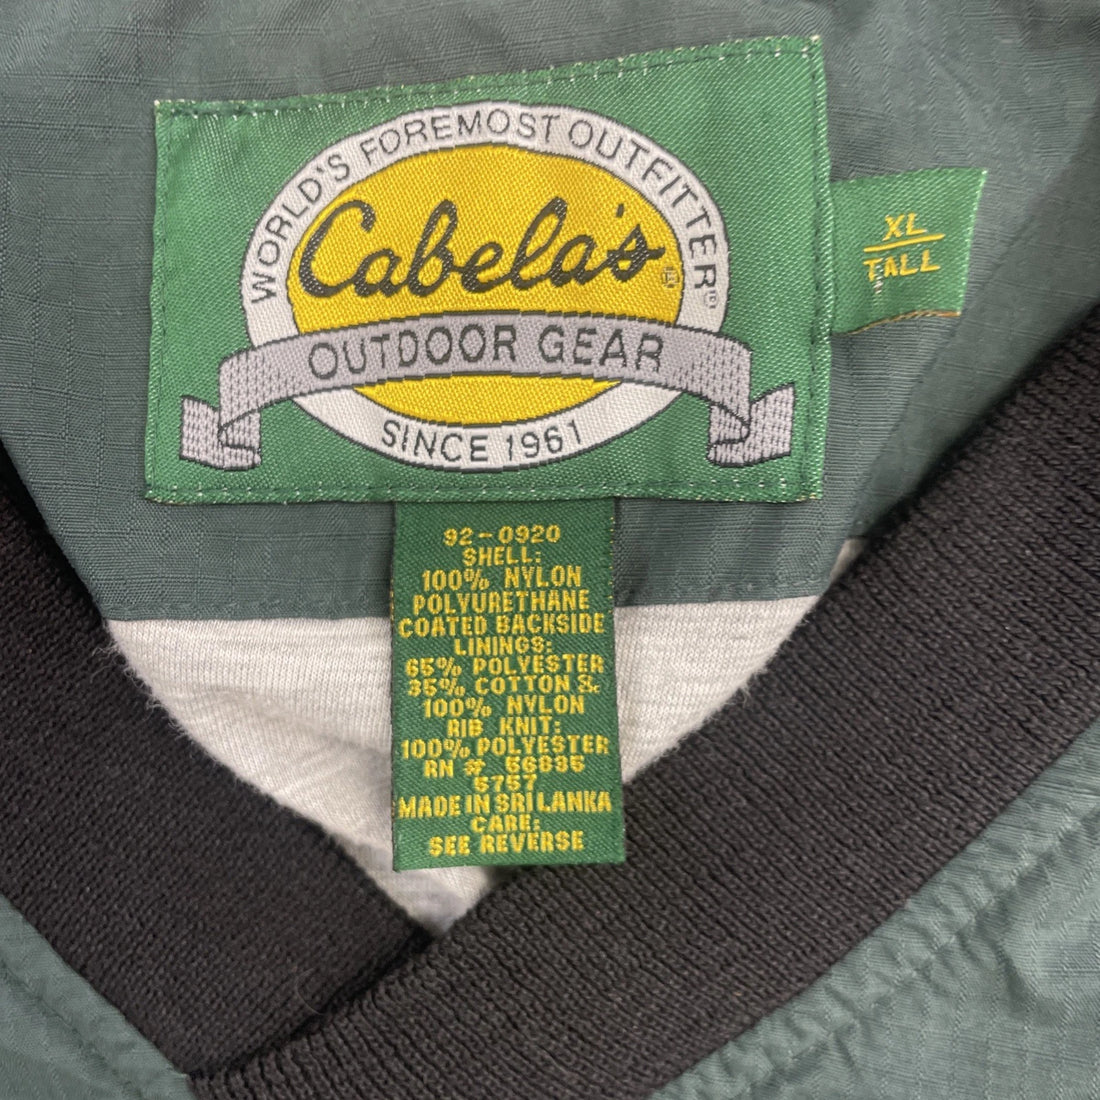 WORLD'S FOREMOST OUTFITTER®
Cabela's®
OUTDOOR GEAR
SINCE 1961
XL
TALL
92-0920
SHELL:
100% NYLON
POLYURETHANE
COATED BACKSIDE
LININGS:
65% POLYESTER
35% COTTON &
100% NYLON
RIB KNIT:
100% POLYESTER
RN # 56835
5757
MADE IN SRI LANKA
CARE:
SEE REVERSE